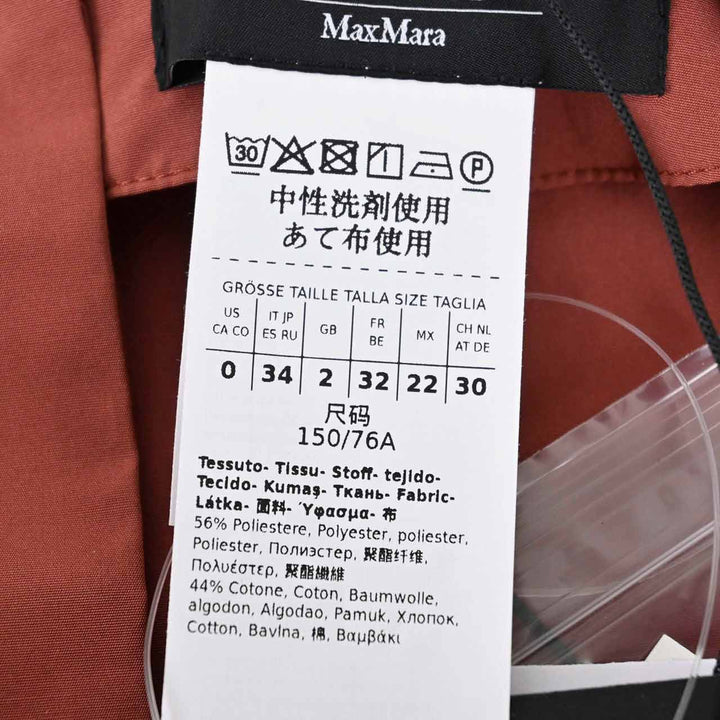 MaxMara
30
P
中性洗剤使用
あて布使用
GRÖSSE TAILLE TALLA SIZE TAGLIA
US CA CO IT JP ES RU GB FR BE MX CH NL AT DE
0 34 2 32 22 30
尺码
150/76A
Tessuto- Tissu- Stoff- tejido-
Tecido- Kumaş- Ткань- Fabric-
Látka- 面料- Ύφασμα- 布
56% Poliestere, Polyester, poliester,
Poliester, Полиэстер, 聚酯纤维,
Πολυέστερ, 聚酯纖維
44% Cotone, Coton, Baumwolle,
algodon, Algodao, Pamuk, Хлопок,
Cotton, Bavlna, 棉, Βαμβάκι